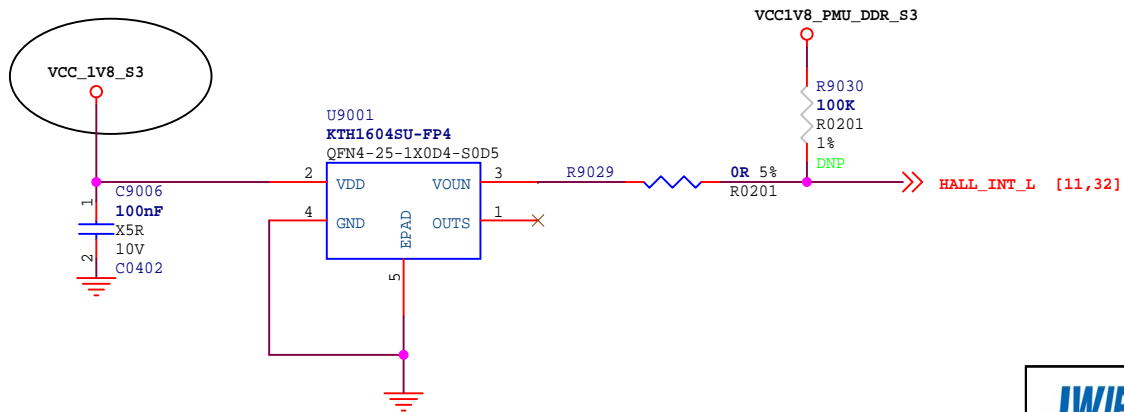 VCC1V8_PMU_DDR_S3
VCC_1V8_S3
R9030
100K
R0201
1%
DNP
U9001
KTH1604SU-FP4
QFN4-25-1X0D4-S0D5
2 VDD VOUN 3
R9029 0R 5%
R0201
HALL_INT_L [11,32]
4 GND OUTS 1
EPAD
5
C9006
1
100nF
X5R
10V
2
C0402